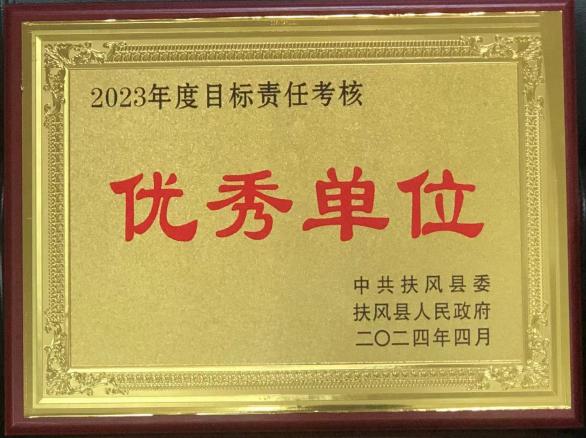 2023年度目标责任考核
优秀单位
中共扶风县委
扶风县人民政府
二〇二四年四月